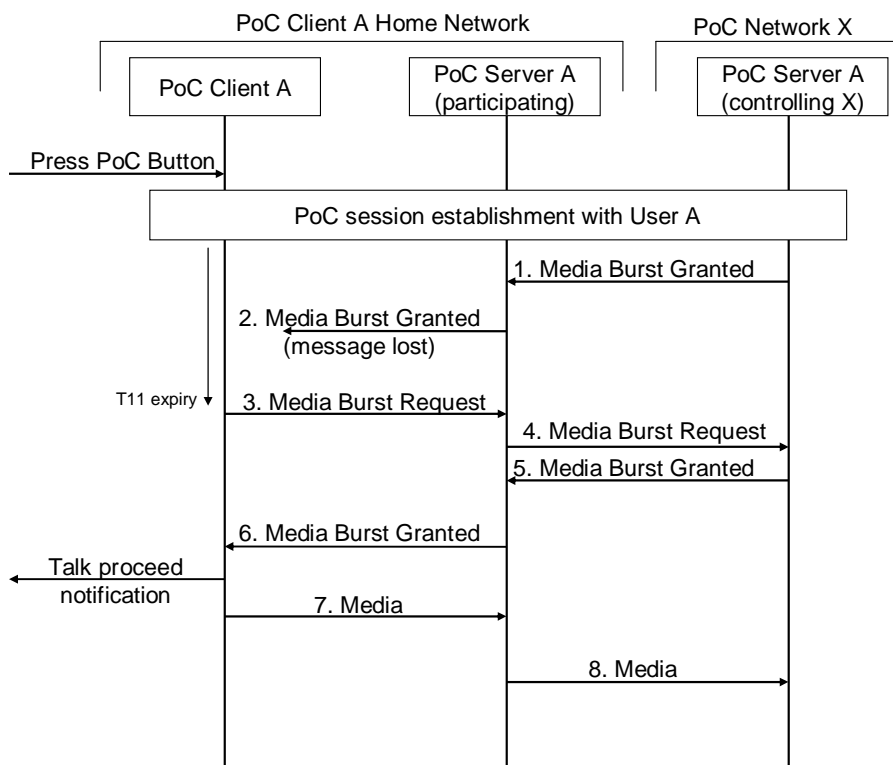 PoC Client A Home Network
PoC Network X
PoC Client A
PoC Server A
(participating)
PoC Server A
(controlling X)
Press PoC Button
PoC session establishment with User A
1. Media Burst Granted
2. Media Burst Granted
(message lost)
T11 expiry
3. Media Burst Request
4. Media Burst Request
5. Media Burst Granted
6. Media Burst Granted
Talk proceed
notification
7. Media
8. Media